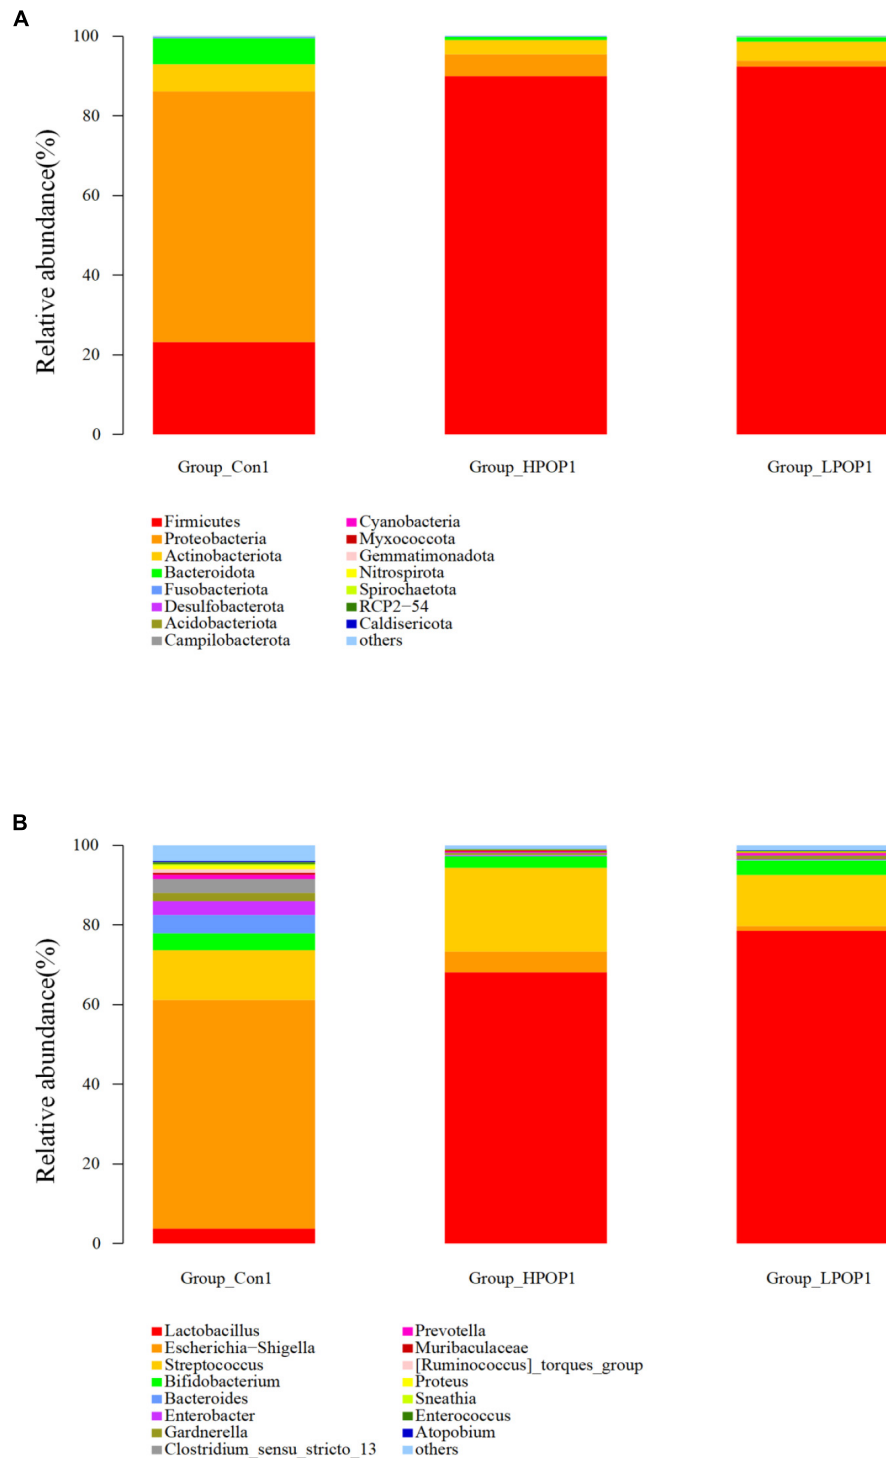 A
Relative abundance(%)
100
80
60
40
20
0
Group_Con1 Group_HPOP1 Group_LPOP1
Firmicutes Cyanobacteria
Proteobacteria Myxococcota
Actinobacteriota Gemmatimonadota
Bacteroidota Nitrospirota
Fusobacteriota Spirochaetota
Desulfobacterota RCP2−54
Acidobacteriota Caldisericota
Campilobacterota others
B
Relative abundance(%)
100
80
60
40
20
0
Group_Con1 Group_HPOP1 Group_LPOP1
Lactobacillus Prevotella
Escherichia−Shigella Muribaculaceae
Streptococcus [Ruminococcus]_torques_group
Bifidobacterium Proteus
Bacteroides Sneathia
Enterobacter Enterococcus
Gardnerella Atopobium
Clostridium_sensu_stricto_13 others